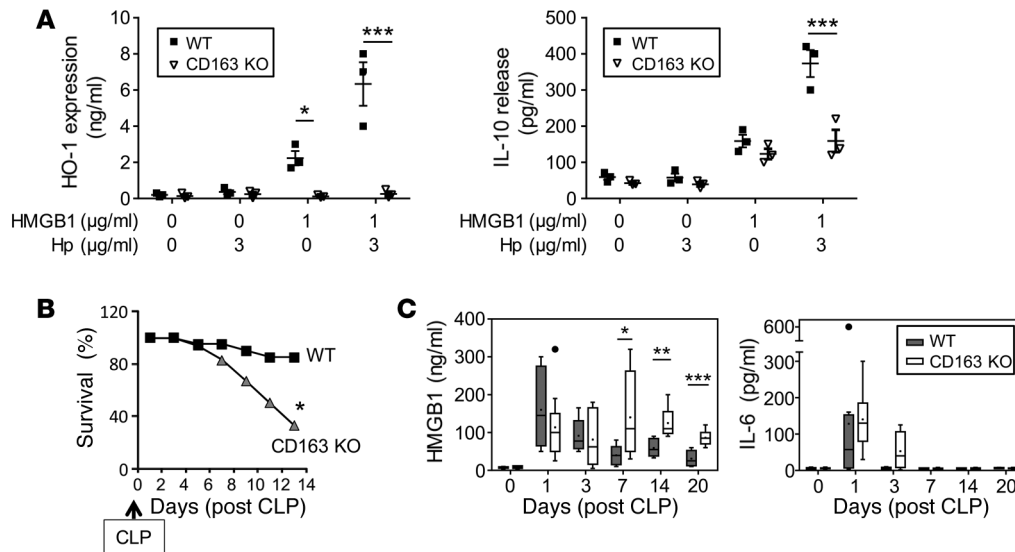 A
HO-1 expression
(ng/ml)
10
8
6
4
2
0
WT
CD163 KO
*
***
HMGB1 (µg/ml) 0 0 1 1
Hp (µg/ml) 0 3 0 3
IL-10 release
(pg/ml)
500
400
300
200
100
0
WT
CD163 KO
***
HMGB1 (µg/ml) 0 0 1 1
Hp (µg/ml) 0 3 0 3
B
Survival (%)
120
80
40
0
WT
*
CD163 KO
0 2 4 6 8 10 12 14
Days (post CLP)
CLP
C
HMGB1 (ng/ml)
400
300
200
100
0
*
**
***
0 1 3 7 14 20
Days (post CLP)
IL-6 (pg/ml)
600
300
200
100
0
WT
CD163 KO
0 1 3 7 14 20
Days (post CLP)